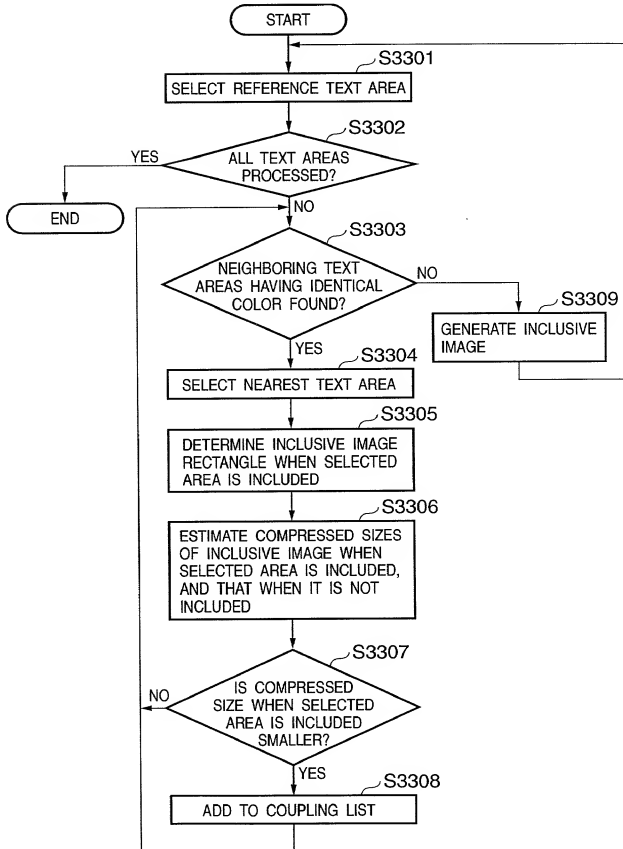 START
S3301
SELECT REFERENCE TEXT AREA
S3302
YES
ALL TEXT AREAS
PROCESSED?
END
NO
S3303
NEIGHBORING TEXT
AREAS HAVING IDENTICAL
COLOR FOUND?
NO
S3309
GENERATE INCLUSIVE
IMAGE
YES
S3304
SELECT NEAREST TEXT AREA
S3305
DETERMINE INCLUSIVE IMAGE
RECTANGLE WHEN SELECTED
AREA IS INCLUDED
S3306
ESTIMATE COMPRESSED SIZES
OF INCLUSIVE IMAGE WHEN
SELECTED AREA IS INCLUDED,
AND THAT WHEN IT IS NOT
INCLUDED
S3307
NO
IS COMPRESSED
SIZE WHEN SELECTED
AREA IS INCLUDED
SMALLER?
YES
S3308
ADD TO COUPLING LIST